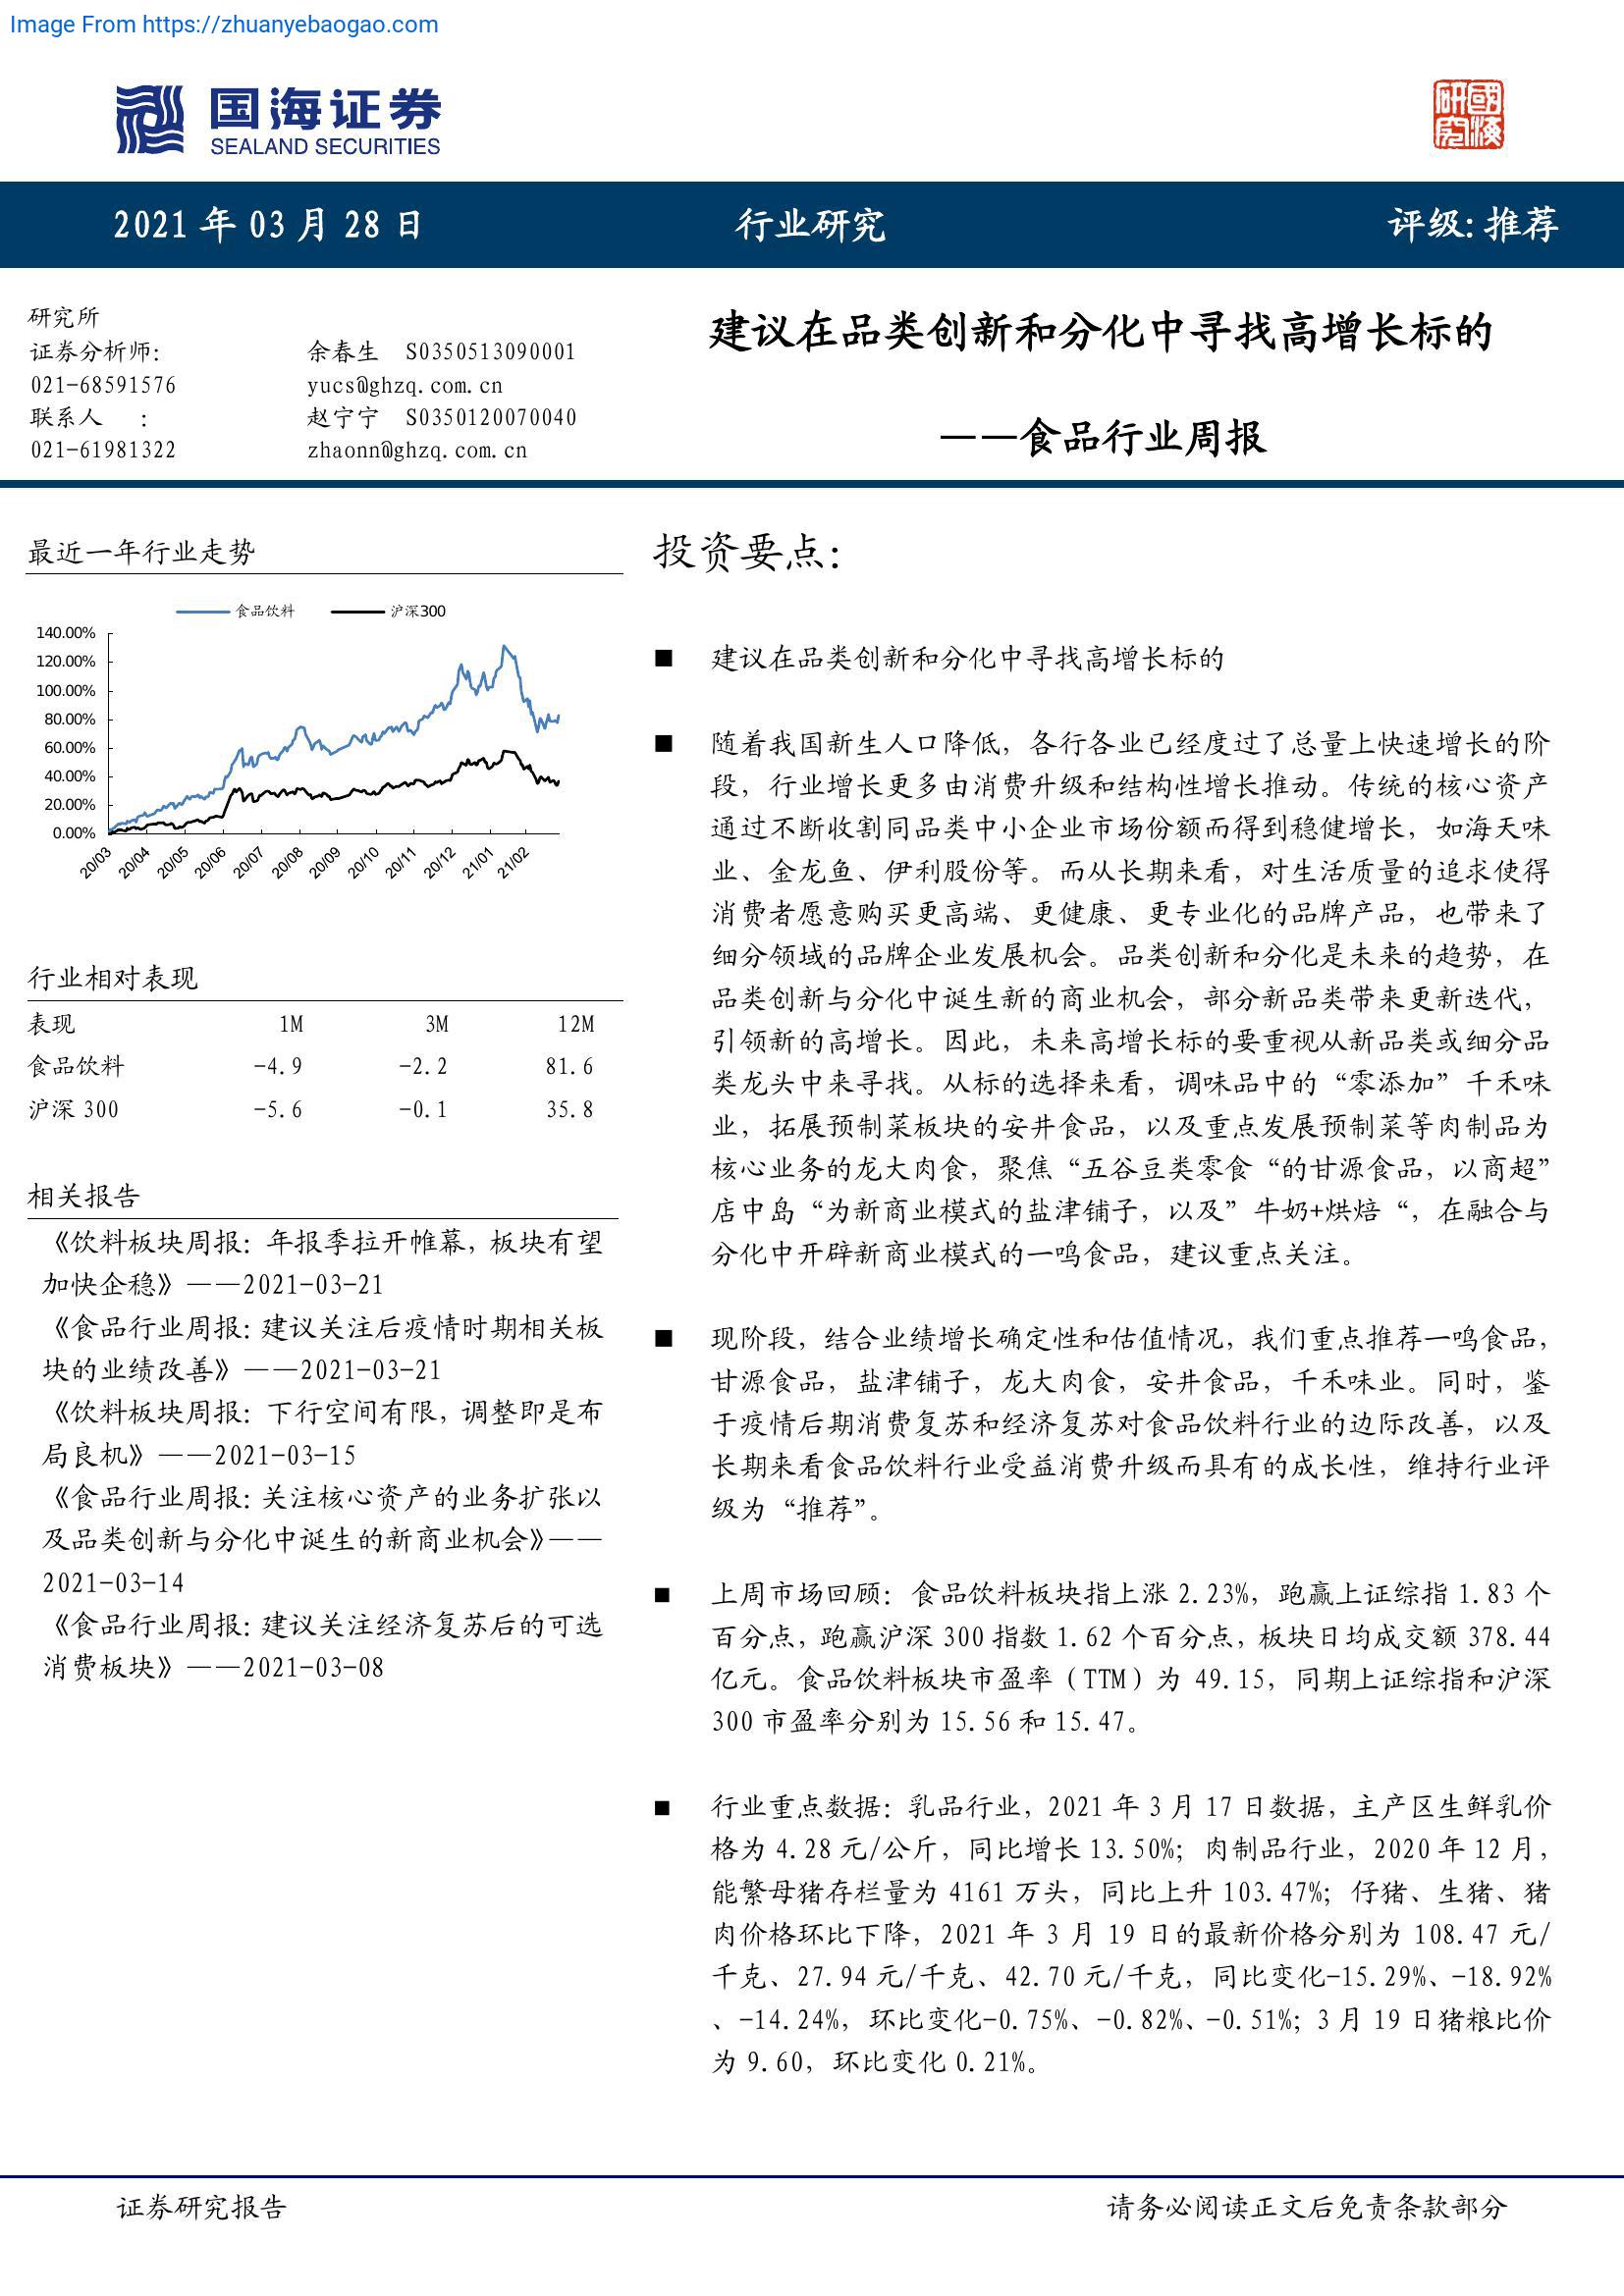 Image From https://zhuanyebaogao.com
国海证券
SEALAND SECURITIES
国海研究
2021 年 03 月 28 日 行业研究 评级:推荐
研究所
证券分析师: 余春生 S0350513090001
021-68591576 yucs@ghzq.com.cn
联系人 : 赵宁宁 S0350120070040
021-61981322 zhaonn@ghzq.com.cn
建议在品类创新和分化中寻找高增长标的
——食品行业周报
最近一年行业走势
食品饮料 沪深300
140.00%
120.00%
100.00%
80.00%
60.00%
40.00%
20.00%
0.00%
20/03 20/04 20/05 20/06 20/07 20/08 20/09 20/10 20/11 20/12 21/01 21/02
行业相对表现
表现 1M 3M 12M
食品饮料 -4.9 -2.2 81.6
沪深 300 -5.6 -0.1 35.8
相关报告
《饮料板块周报：年报季拉开帷幕，板块有望
加快企稳》——2021-03-21
《食品行业周报：建议关注后疫情时期相关板
块的业绩改善》——2021-03-21
《饮料板块周报：下行空间有限，调整即是布
局良机》——2021-03-15
《食品行业周报：关注核心资产的业务扩张以
及品类创新与分化中诞生的新商业机会》——
2021-03-14
《食品行业周报：建议关注经济复苏后的可选
消费板块》——2021-03-08
投资要点：
■ 建议在品类创新和分化中寻找高增长标的
■ 随着我国新生人口降低，各行各业已经度过了总量上快速增长的阶
段，行业增长更多由消费升级和结构性增长推动。传统的核心资产
通过不断收割同品类中小企业市场份额而得到稳健增长，如海天味
业、金龙鱼、伊利股份等。而从长期来看，对生活质量的追求使得
消费者愿意购买更高端、更健康、更专业化的品牌产品，也带来了
细分领域的品牌企业发展机会。品类创新和分化是未来的趋势，在
品类创新与分化中诞生新的商业机会，部分新品类带来更新迭代，
引领新的高增长。因此，未来高增长标的要重视从新品类或细分品
类龙头中来寻找。从标的选择来看，调味品中的“零添加”千禾味
业，拓展预制菜板块的安井食品，以及重点发展预制菜等肉制品为
核心业务的龙大肉食，聚焦“五谷豆类零食“的甘源食品，以商超”
店中岛“为新商业模式的盐津铺子，以及”牛奶+烘焙“，在融合与
分化中开辟新商业模式的一鸣食品，建议重点关注。
■ 现阶段，结合业绩增长确定性和估值情况，我们重点推荐一鸣食品，
甘源食品，盐津铺子，龙大肉食，安井食品，千禾味业。同时，鉴
于疫情后期消费复苏和经济复苏对食品饮料行业的边际改善，以及
长期来看食品饮料行业受益消费升级而具有的成长性，维持行业评
级为“推荐”。
■ 上周市场回顾：食品饮料板块指上涨 2.23%，跑赢上证综指 1.83 个
百分点，跑赢沪深 300 指数 1.62 个百分点，板块日均成交额 378.44
亿元。食品饮料板块市盈率（TTM）为 49.15，同期上证综指和沪深
300 市盈率分别为 15.56 和 15.47。
■ 行业重点数据：乳品行业，2021 年 3 月 17 日数据，主产区生鲜乳价
格为 4.28 元/公斤，同比增长 13.50%；肉制品行业，2020 年 12 月，
能繁母猪存栏量为 4161 万头，同比上升 103.47%；仔猪、生猪、猪
肉价格环比下降，2021 年 3 月 19 日的最新价格分别为 108.47 元/
千克、27.94 元/千克、42.70 元/千克，同比变化-15.29%、-18.92%
、-14.24%，环比变化-0.75%、-0.82%、-0.51%；3 月 19 日猪粮比价
为 9.60，环比变化 0.21%。
证券研究报告 请务必阅读正文后免责条款部分